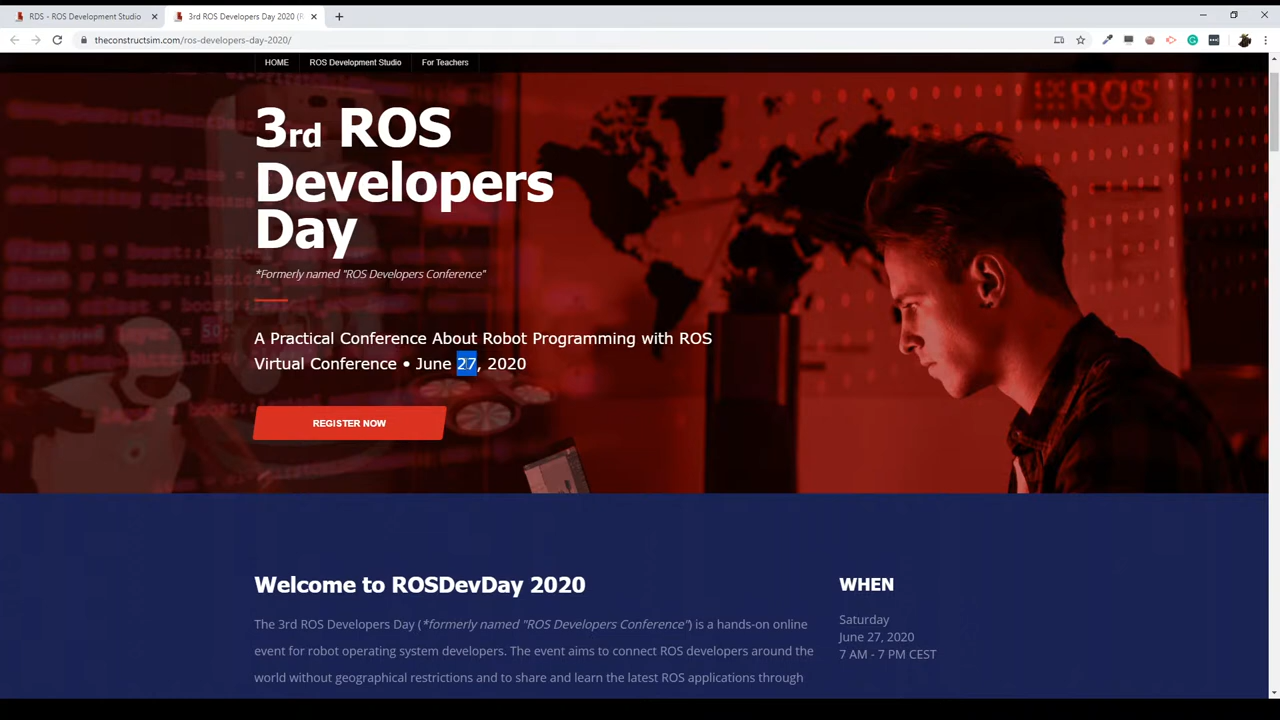 RDS - ROS Development Studio
3rd ROS Developers Day 2020 (R
theconstructsim.com/ros-developers-day-2020/
HOME
ROS Development Studio
For Teachers
ROS
3rd ROS
Developers
Day
*Formerly named "ROS Developers Conference"
A Practical Conference About Robot Programming with ROS
Virtual Conference • June 27, 2020
REGISTER NOW
Welcome to ROSDevDay 2020
The 3rd ROS Developers Day (*formerly named "ROS Developers Conference") is a hands-on online
event for robot operating system developers. The event aims to connect ROS developers around the
world without geographical restrictions and to share and learn the latest ROS applications through
WHEN
Saturday
June 27, 2020
7 AM - 7 PM CEST